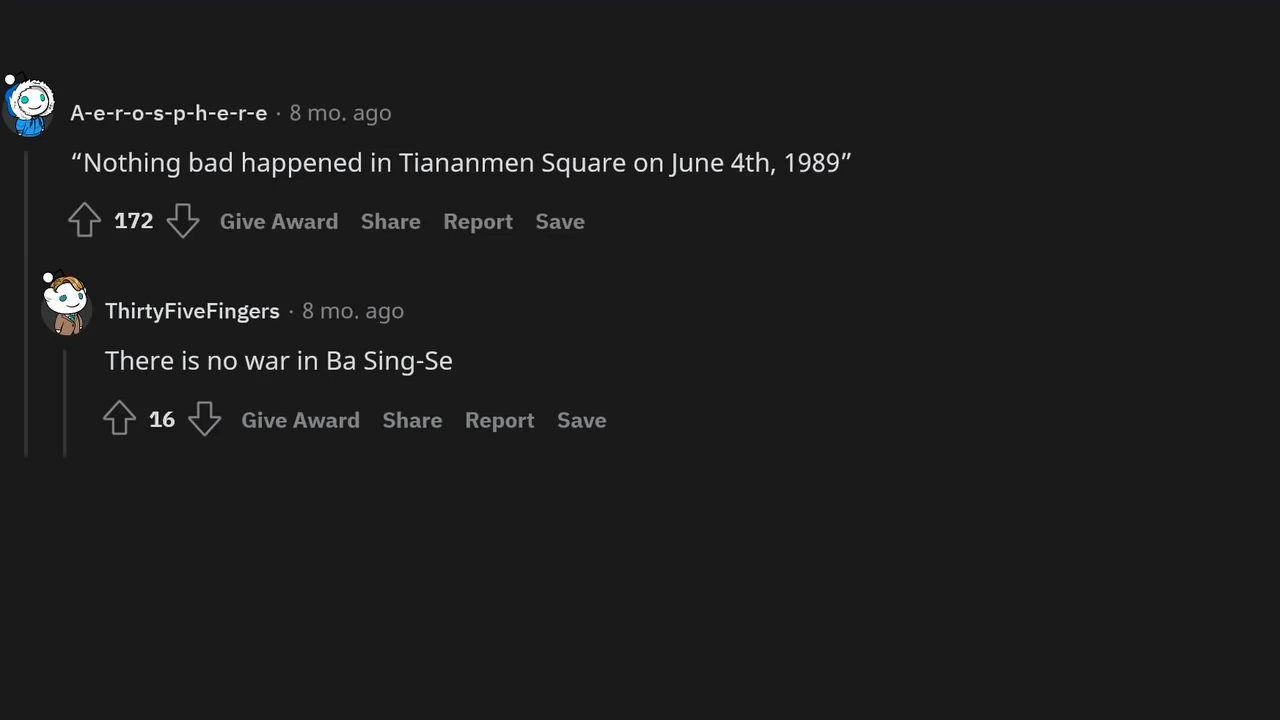 A-e-r-o-s-p-h-e-r-e · 8 mo. ago
“Nothing bad happened in Tiananmen Square on June 4th, 1989”
172 Give Award Share Report Save
ThirtyFiveFingers · 8 mo. ago
There is no war in Ba Sing-Se
16 Give Award Share Report Save